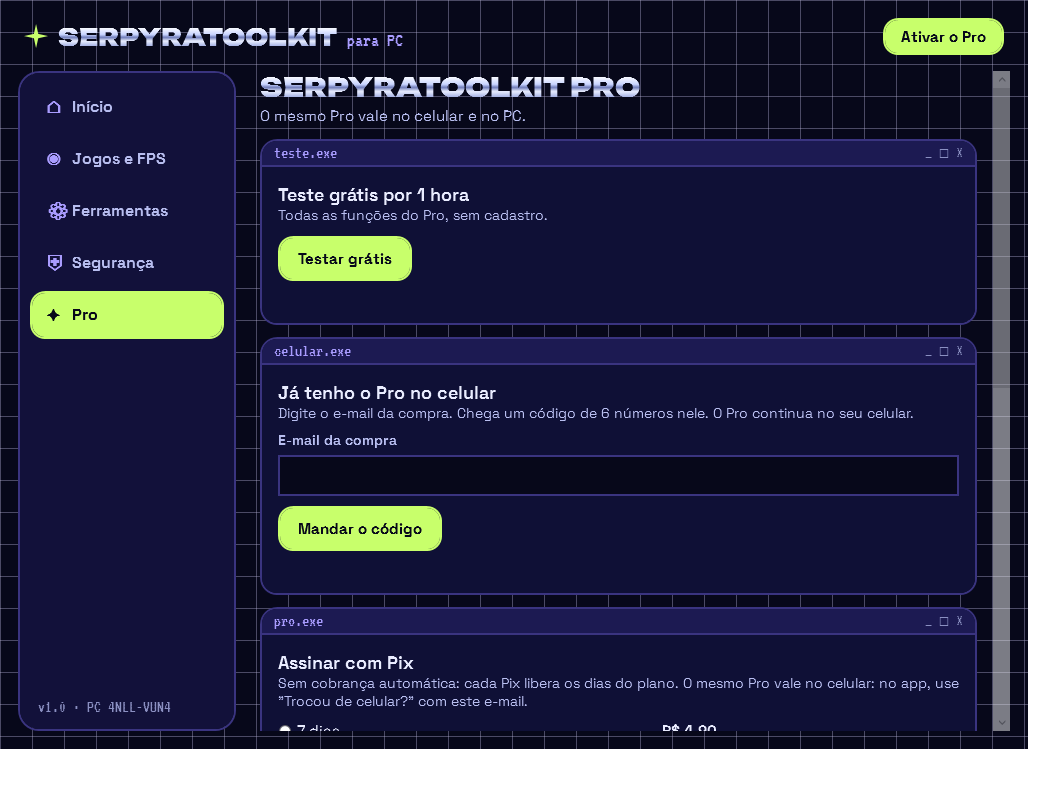 SERPYRATOOLKIT para PC
Ativar o Pro
Início
Jogos e FPS
Ferramentas
Segurança
Pro
v1.0 · PC 4NLL-VUN4
SERPYRATOOLKIT PRO
O mesmo Pro vale no celular e no PC.
teste.exe
Teste grátis por 1 hora
Todas as funções do Pro, sem cadastro.
Testar grátis
celular.exe
Já tenho o Pro no celular
Digite o e-mail da compra. Chega um código de 6 números nele. O Pro continua no seu celular.
E-mail da compra
Mandar o código
pro.exe
Assinar com Pix
Sem cobrança automática: cada Pix libera os dias do plano. O mesmo Pro vale no celular: no app, use
"Trocou de celular?" com este e-mail.
7 dias R$ 4,90